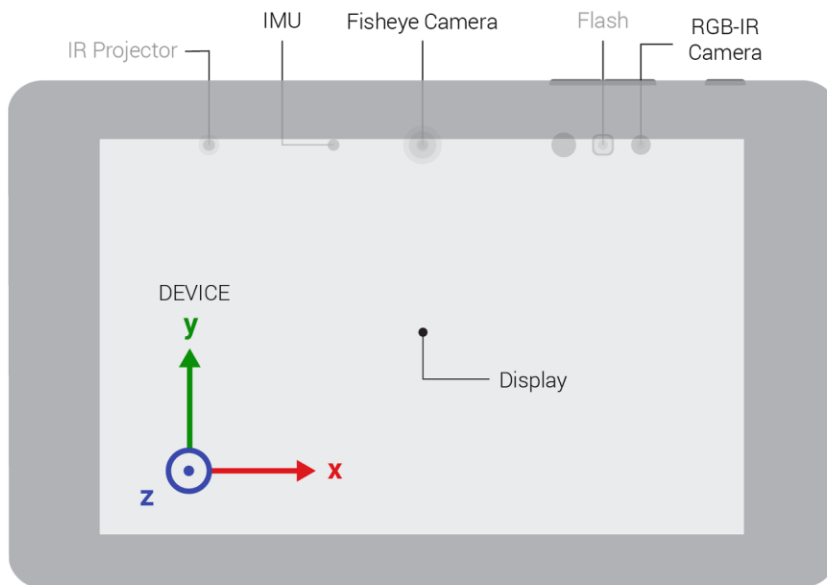 IMU
Fisheye Camera
Flash
RGB-IR
Camera
IR Projector
DEVICE
y
Display
x
z